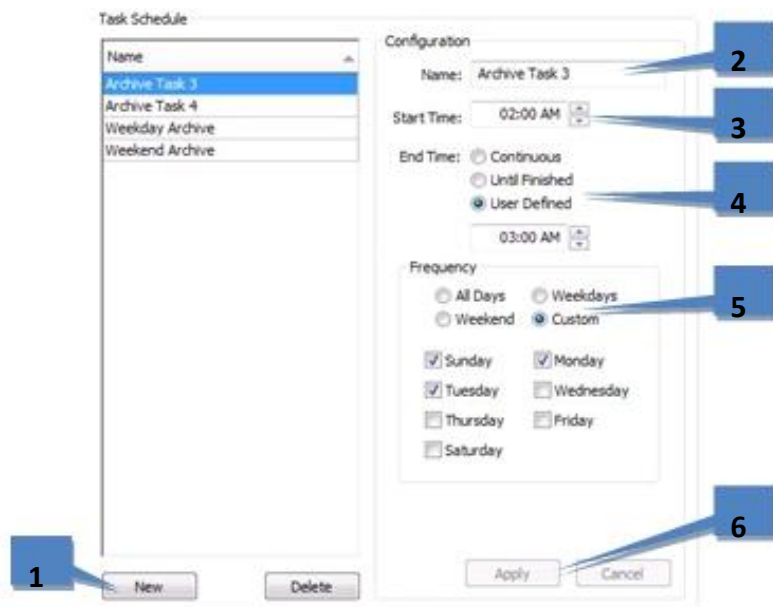 Task Schedule
Name
Archive Task 3
Archive Task 4
Weekday Archive
Weekend Archive
New
Delete
Configuration
Name: Archive Task 3
Start Time: 02:00 AM
End Time: Continuous
Until Finished
User Defined
03:00 AM
Frequency
All Days Weekdays
Weekend Custom
Sunday Monday
Tuesday Wednesday
Thursday Friday
Saturday
Apply Cancel
1
2
3
4
5
6